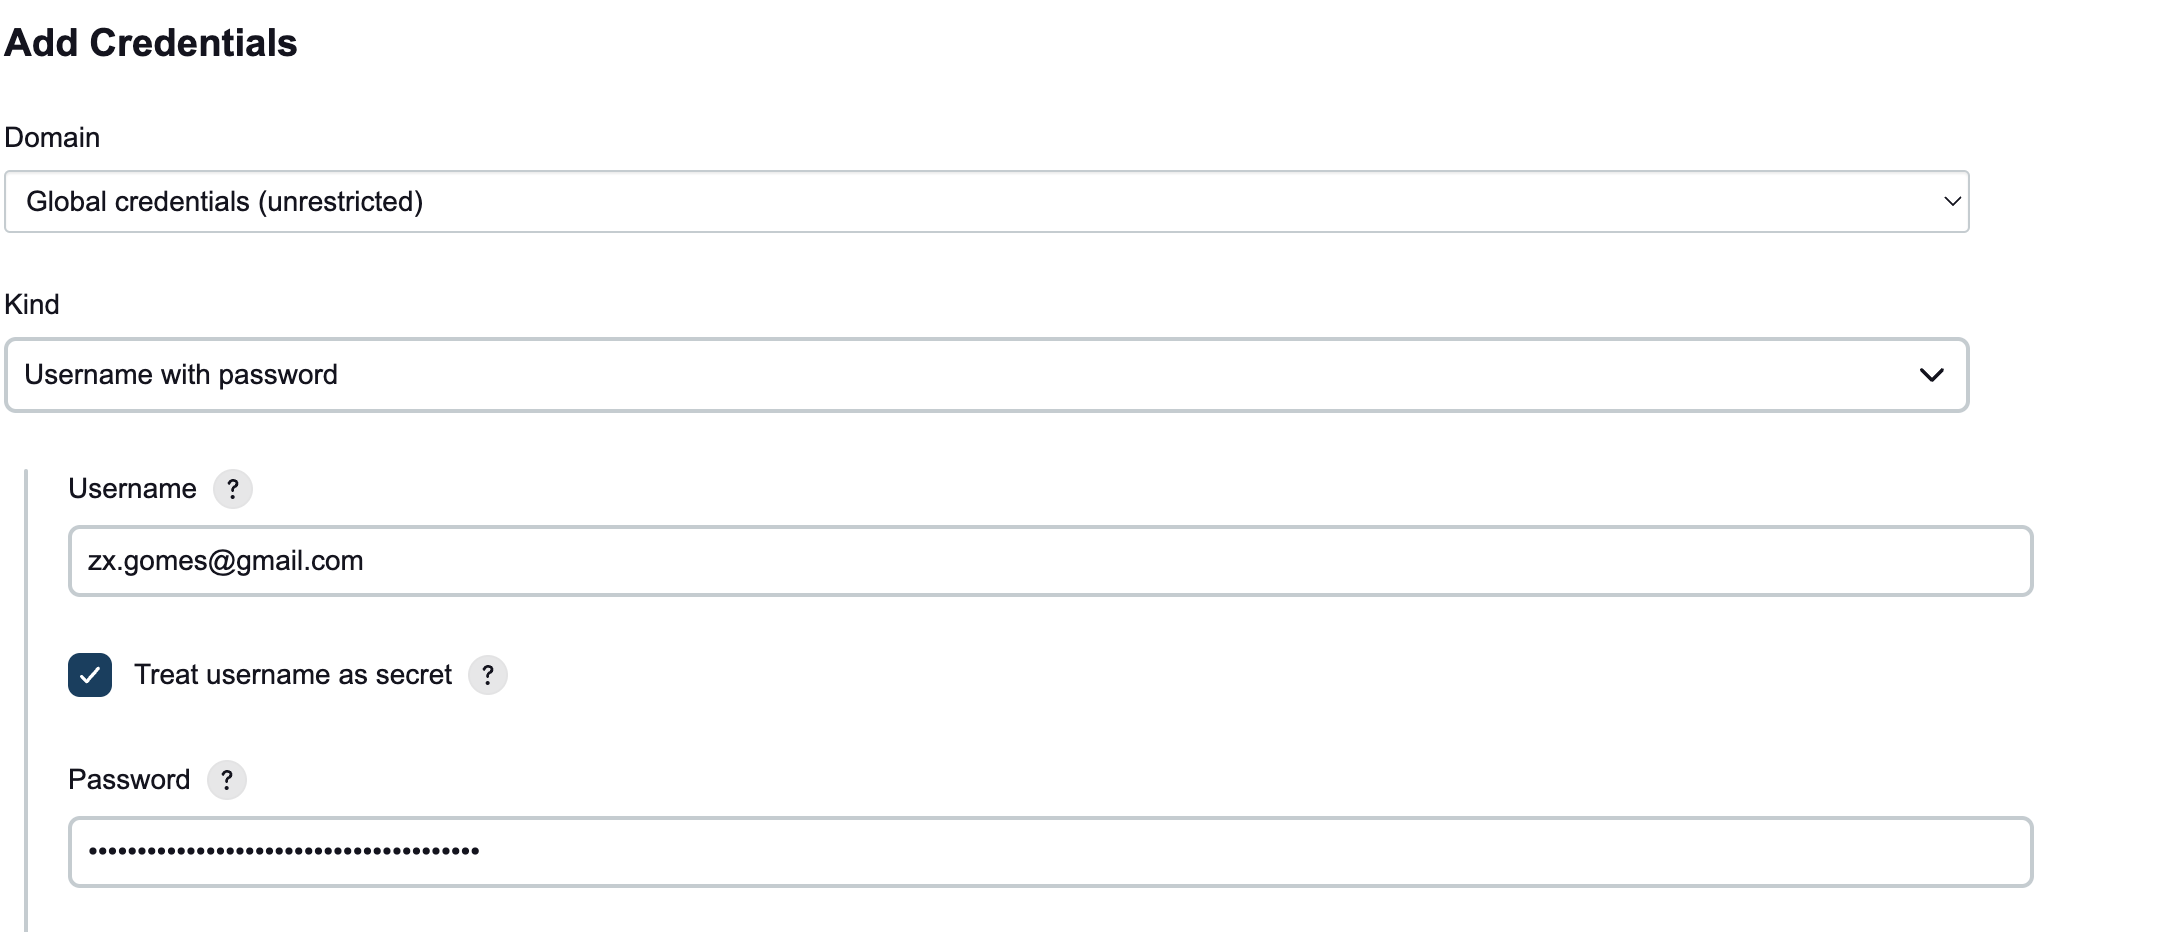 Add Credentials
Domain
Global credentials (unrestricted)
Kind
Username with password
Username ?
zx.gomes@gmail.com
Treat username as secret ?
Password ?
••••••••••••••••••••••••••••••••••••••••